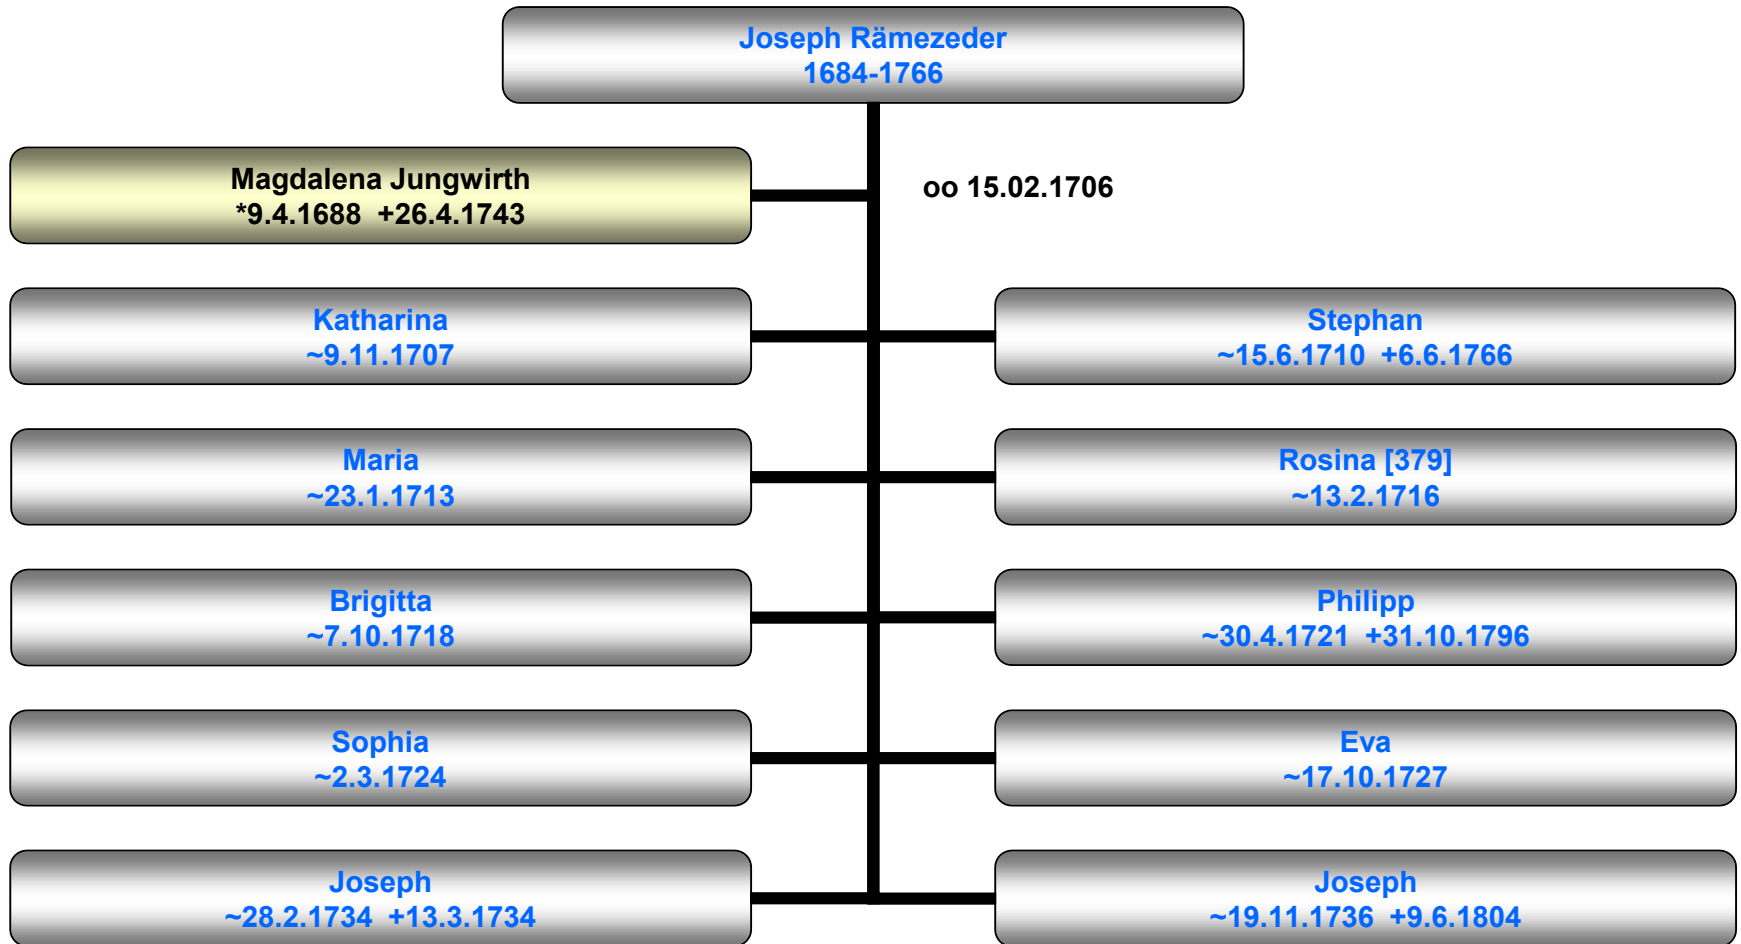 Joseph Rämezeder
1684-1766
Magdalena Jungwirth
*9.4.1688 +26.4.1743
oo 15.02.1706
Katharina
~9.11.1707
Stephan
~15.6.1710 +6.6.1766
Maria
~23.1.1713
Rosina [379]
~13.2.1716
Brigitta
~7.10.1718
Philipp
~30.4.1721 +31.10.1796
Sophia
~2.3.1724
Eva
~17.10.1727
Joseph
~28.2.1734 +13.3.1734
Joseph
~19.11.1736 +9.6.1804